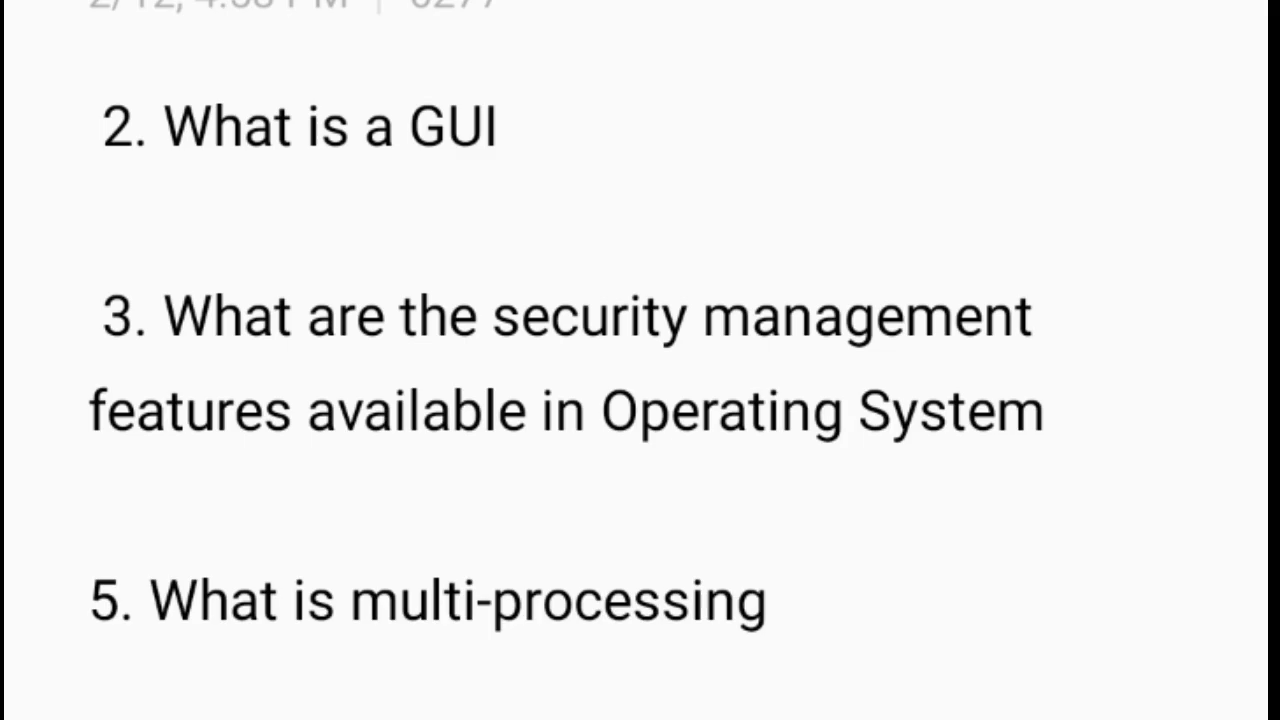 2. What is a GUI
3. What are the security management
features available in Operating System
5. What is multi-processing